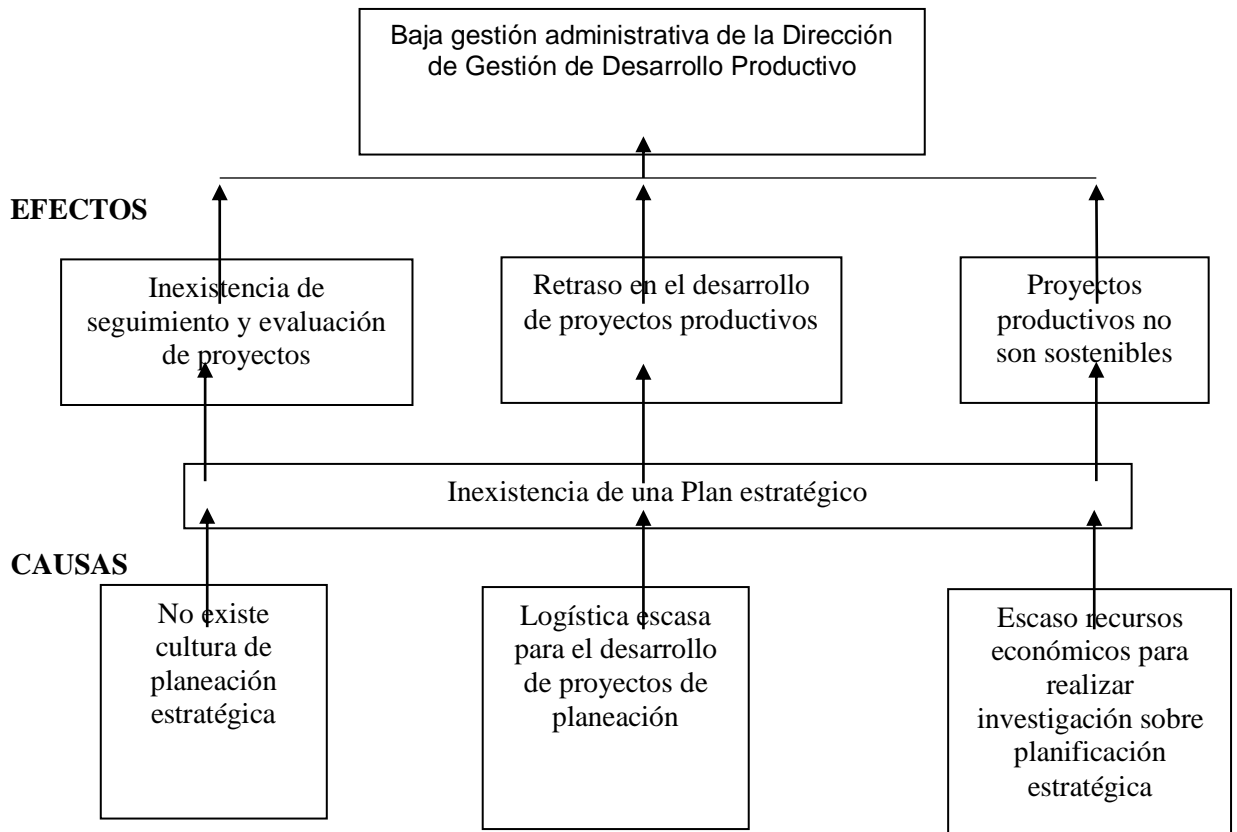 Baja gestión administrativa de la Dirección
de Gestión de Desarrollo Productivo
EFECTOS
Inexistencia de
seguimiento y evaluación
de proyectos
Retraso en el desarrollo
de proyectos productivos
Proyectos
productivos no
son sostenibles
Inexistencia de una Plan estratégico
CAUSAS
No existe
cultura de
planeación
estratégica
Logística escasa
para el desarrollo
de proyectos de
planeación
Escaso recursos
económicos para
realizar
investigación sobre
planificación
estratégica